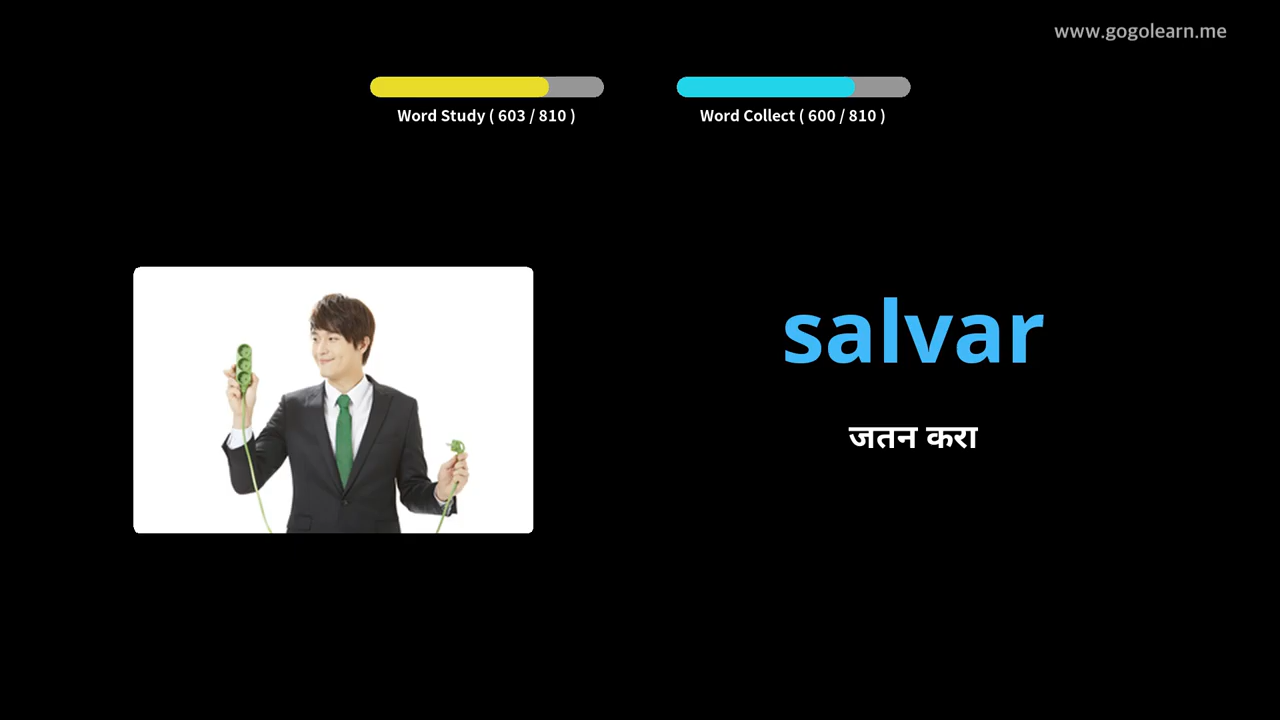 www.gogolearn.me
Word Study ( 603 / 810 )
Word Collect ( 600 / 810 )
salvar
जतन करा